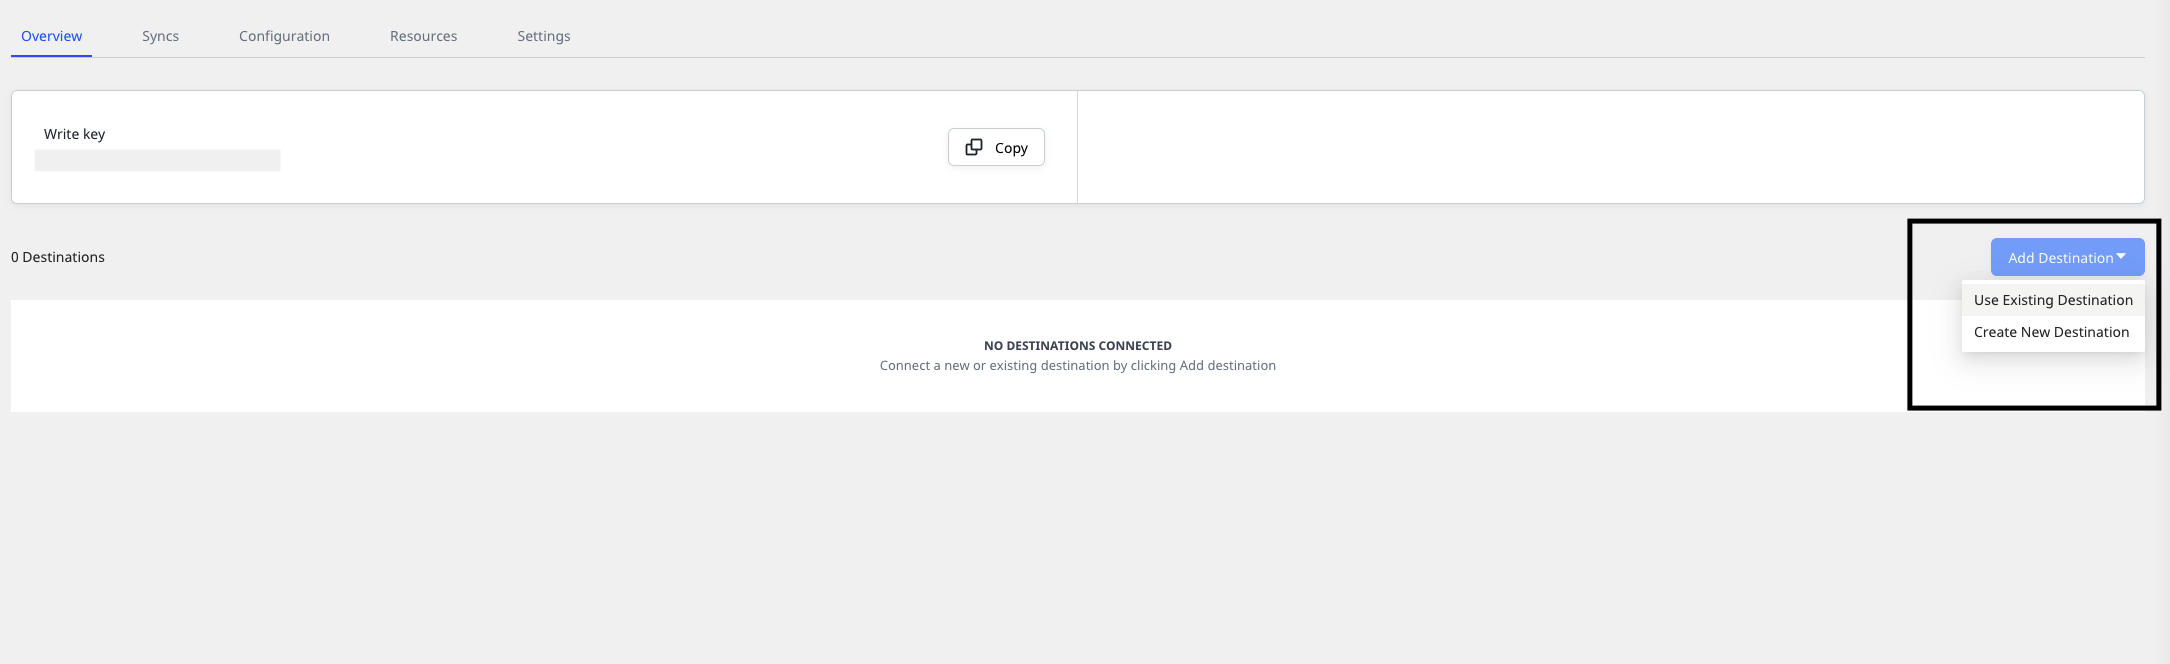 Overview Syncs Configuration Resources Settings
Write key
Copy
0 Destinations
Add Destination
Use Existing Destination
Create New Destination
NO DESTINATIONS CONNECTED
Connect a new or existing destination by clicking Add destination